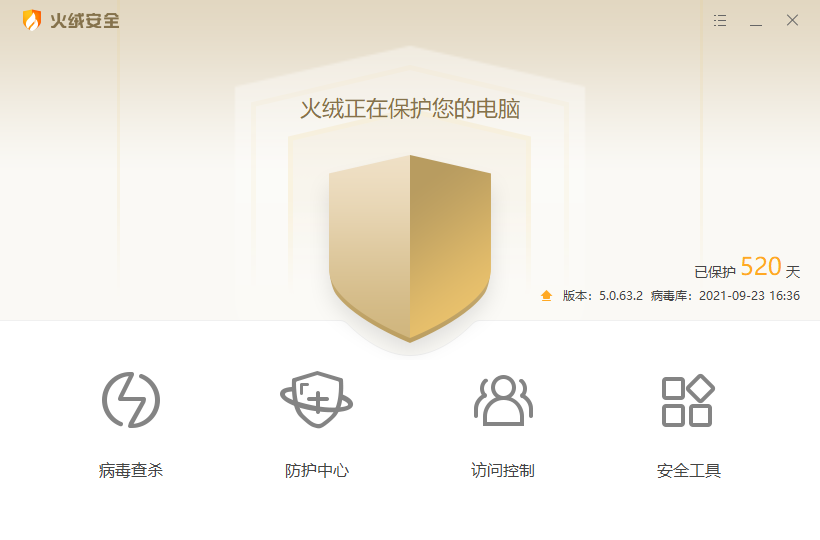 火绒安全
火绒正在保护您的电脑
已保护 520 天
版本：5.0.63.2 病毒库：2021-09-23 16:36
病毒查杀 防护中心 访问控制 安全工具